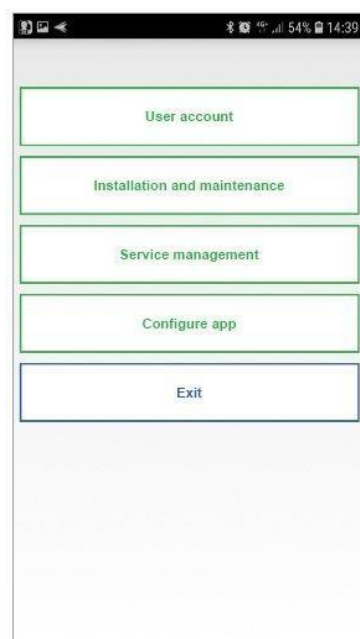 54% 14:39
User account
Installation and maintenance
Service management
Configure app
Exit